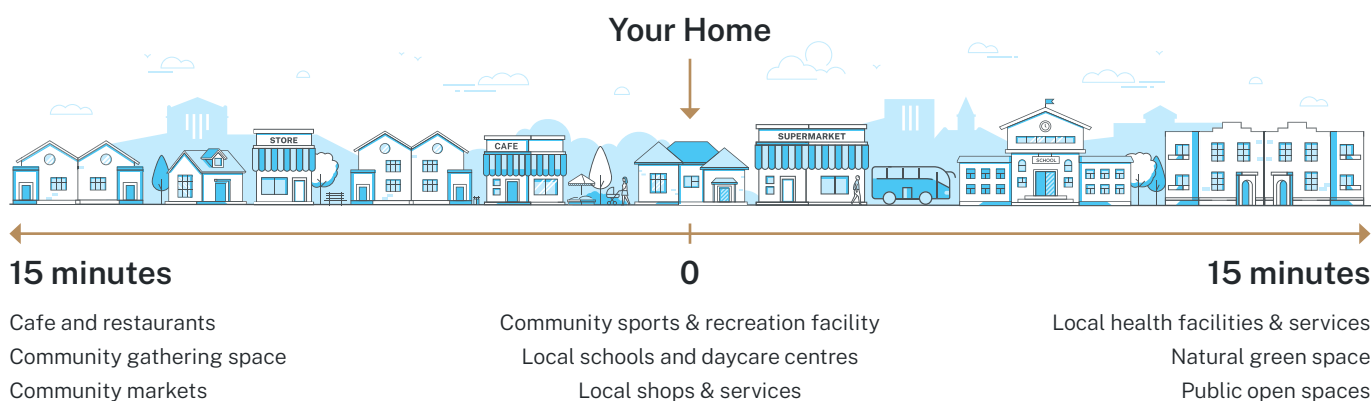 Your Home
STORE
CAFE
SUPERMARKET
SCHOOL
15 minutes
0
15 minutes
Cafe and restaurants
Community sports & recreation facility
Local health facilities & services
Community gathering space
Local schools and daycare centres
Natural green space
Community markets
Local shops & services
Public open spaces